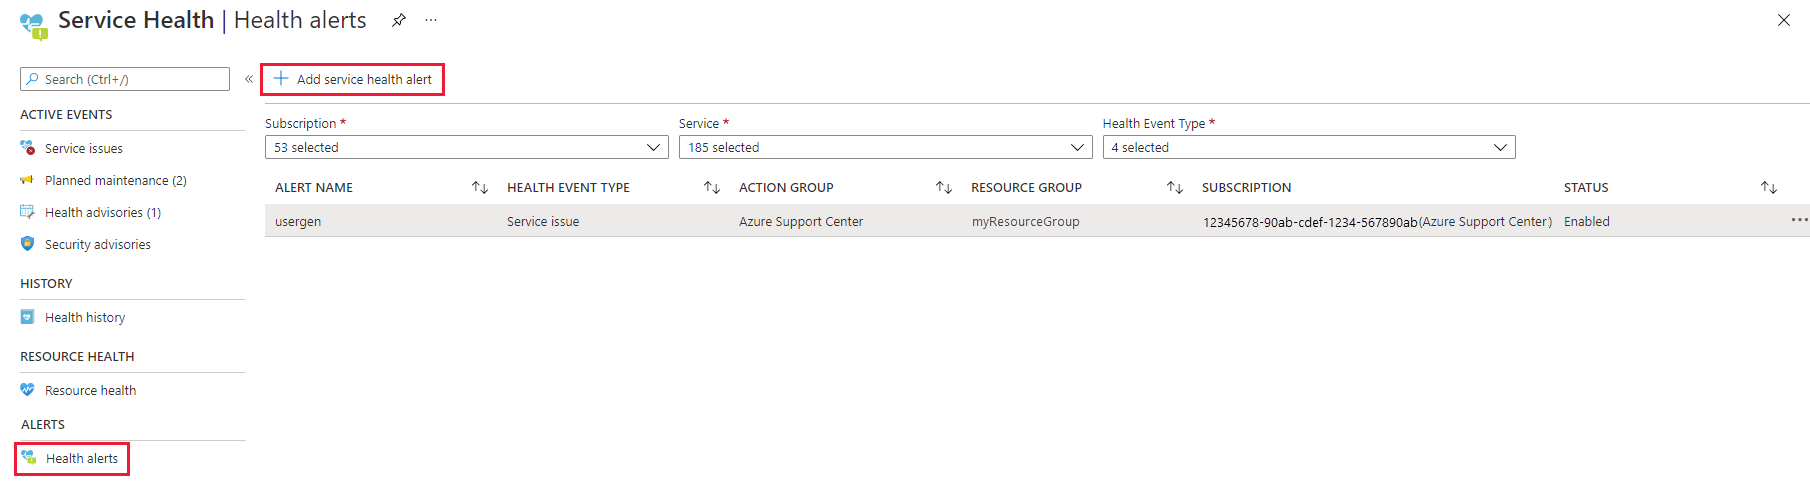 Service Health | Health alerts
Search (Ctrl+/)
Add service health alert
ACTIVE EVENTS
Service issues
Planned maintenance (2)
Health advisories (1)
Security advisories
HISTORY
Health history
RESOURCE HEALTH
Resource health
ALERTS
Health alerts
Subscription * Service * Health Event Type *
53 selected 185 selected 4 selected
ALERT NAME HEALTH EVENT TYPE ACTION GROUP RESOURCE GROUP SUBSCRIPTION STATUS
usergen Service issue Azure Support Center myResourceGroup 12345678-90ab-cdef-1234-567890ab(Azure Support Center) Enabled